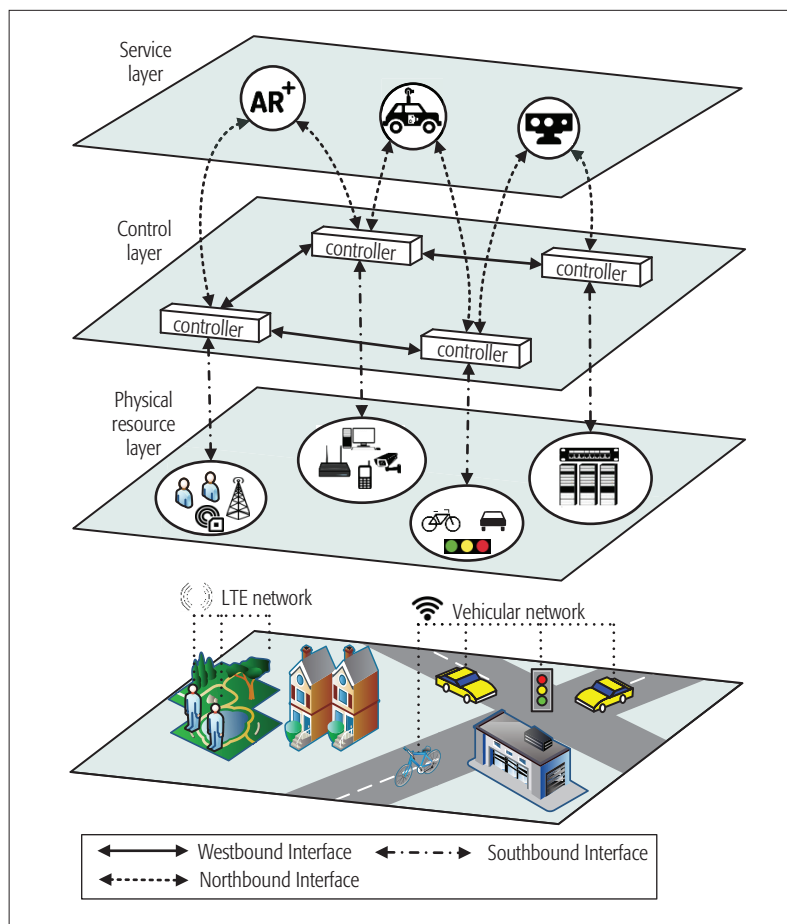 Service
layer
AR+
Control
layer
controller
controller
controller
controller
Physical
resource
layer
LTE network
Vehicular network
Westbound Interface
Southbound Interface
Northbound Interface